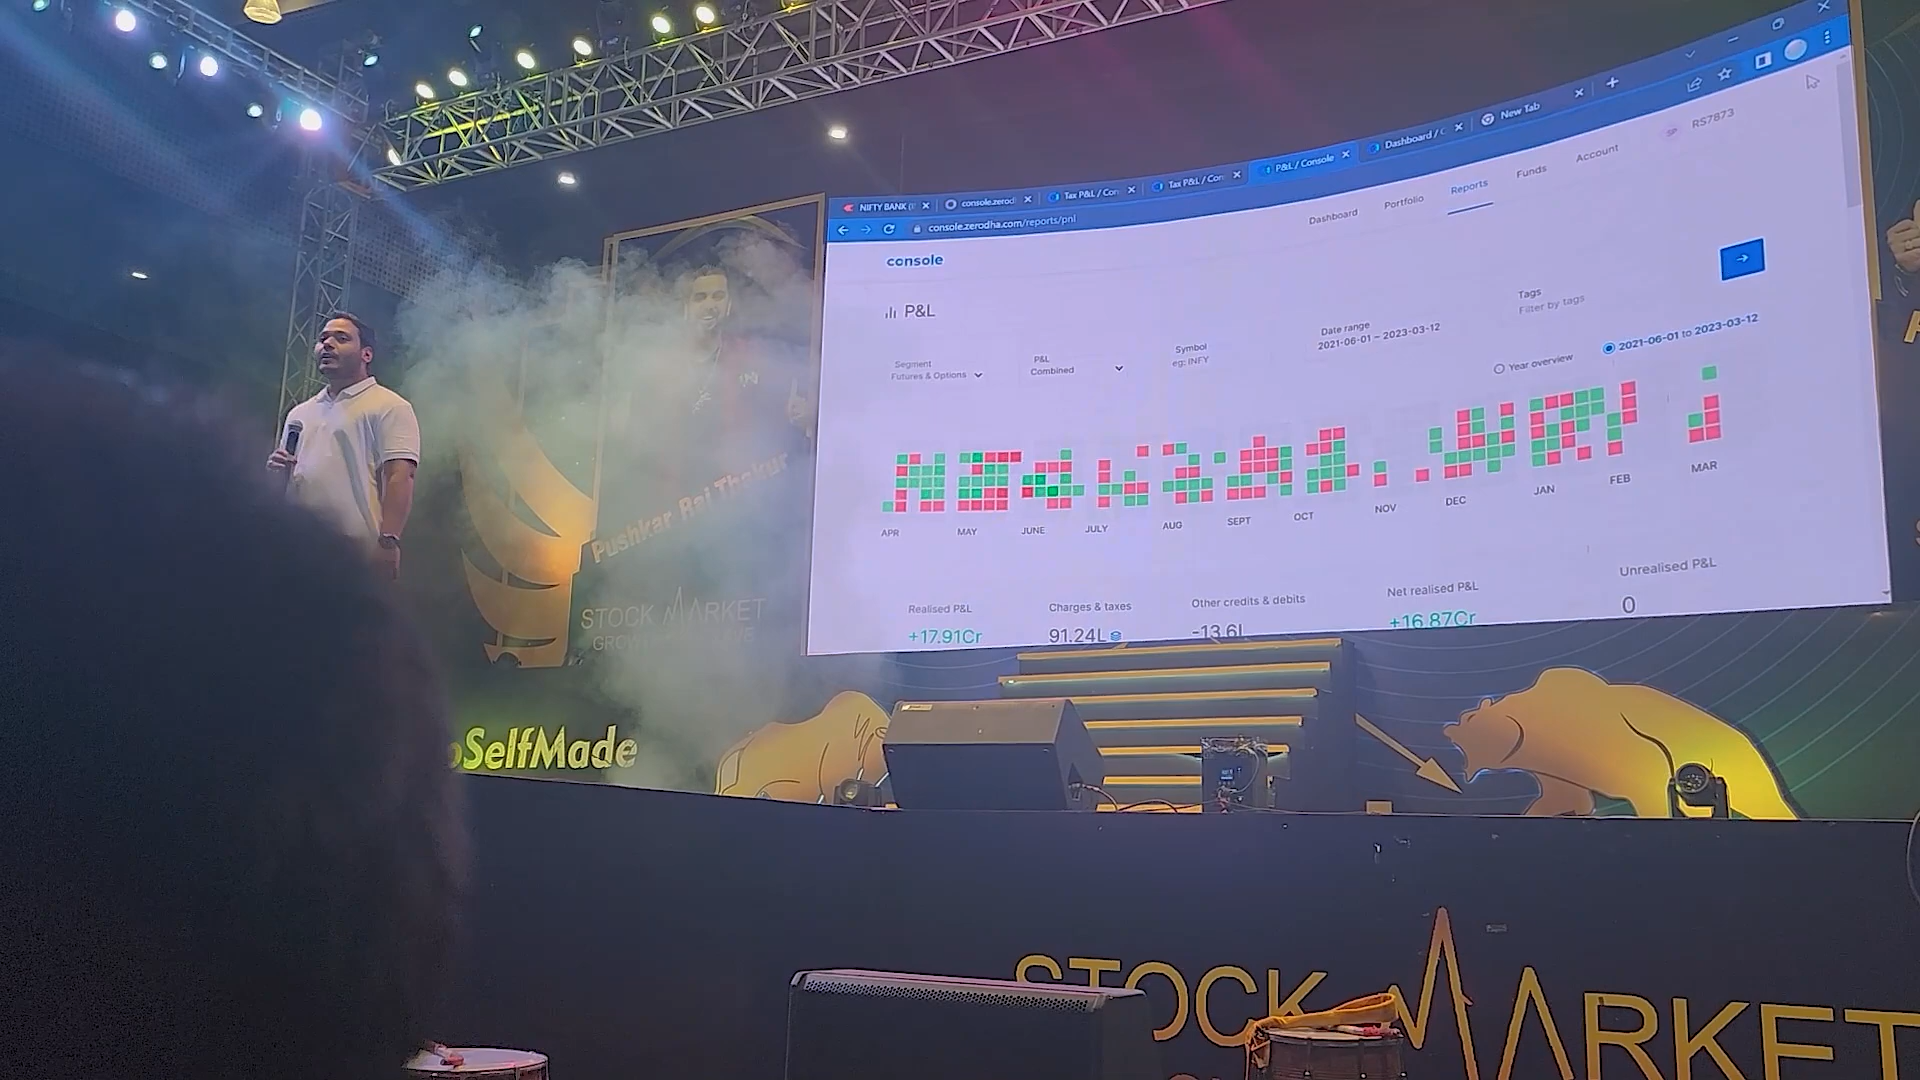 NIFTY BANK (
console.zerod
Tax P&L / Con
Tax P&L / Con
P&L / Console
Dashboard / C
New Tab
console.zerodha.com/reports/pnl
console
Dashboard
Portfolio
Reports
Funds
Account
SP
RS7873
P&L
Segment
Futures & Options
P&L
Combined
Symbol
eg: INFY
Date range
2021-06-01 ~ 2023-03-12
Tags
Filter by tags
Year overview
2021-06-01 to 2023-03-12
APR
MAY
JUNE
JULY
AUG
SEPT
OCT
NOV
DEC
JAN
FEB
MAR
Realised P&L
+17.91Cr
Charges & taxes
91.24L
Other credits & debits
-13.6L
Net realised P&L
+16.87Cr
Unrealised P&L
0
Pushkar Raj Thakur
STOCK MARKET
SelfMade
STOCK MARKET